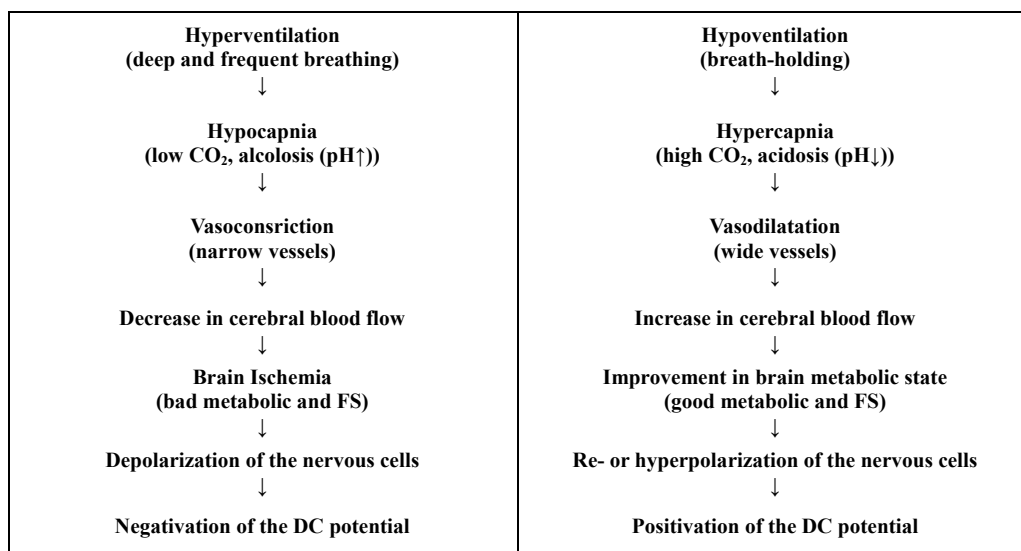 Hyperventilation
(deep and frequent breathing)
↓
Hypocapnia
(low CO₂, alcolosis (pH↑))
↓
Vasoconsriction
(narrow vessels)
↓
Decrease in cerebral blood flow
↓
Brain Ischemia
(bad metabolic and FS)
↓
Depolarization of the nervous cells
↓
Negativation of the DC potential
Hypoventilation
(breath-holding)
↓
Hypercapnia
(high CO₂, acidosis (pH↓))
↓
Vasodilatation
(wide vessels)
↓
Increase in cerebral blood flow
↓
Improvement in brain metabolic state
(good metabolic and FS)
↓
Re- or hyperpolarization of the nervous cells
↓
Positivation of the DC potential